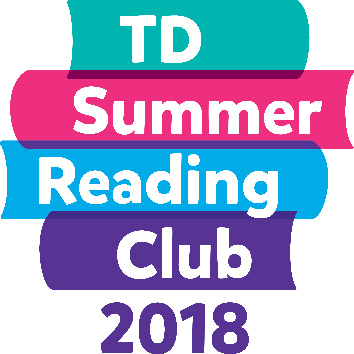 TD
Summer
Reading
Club
2018